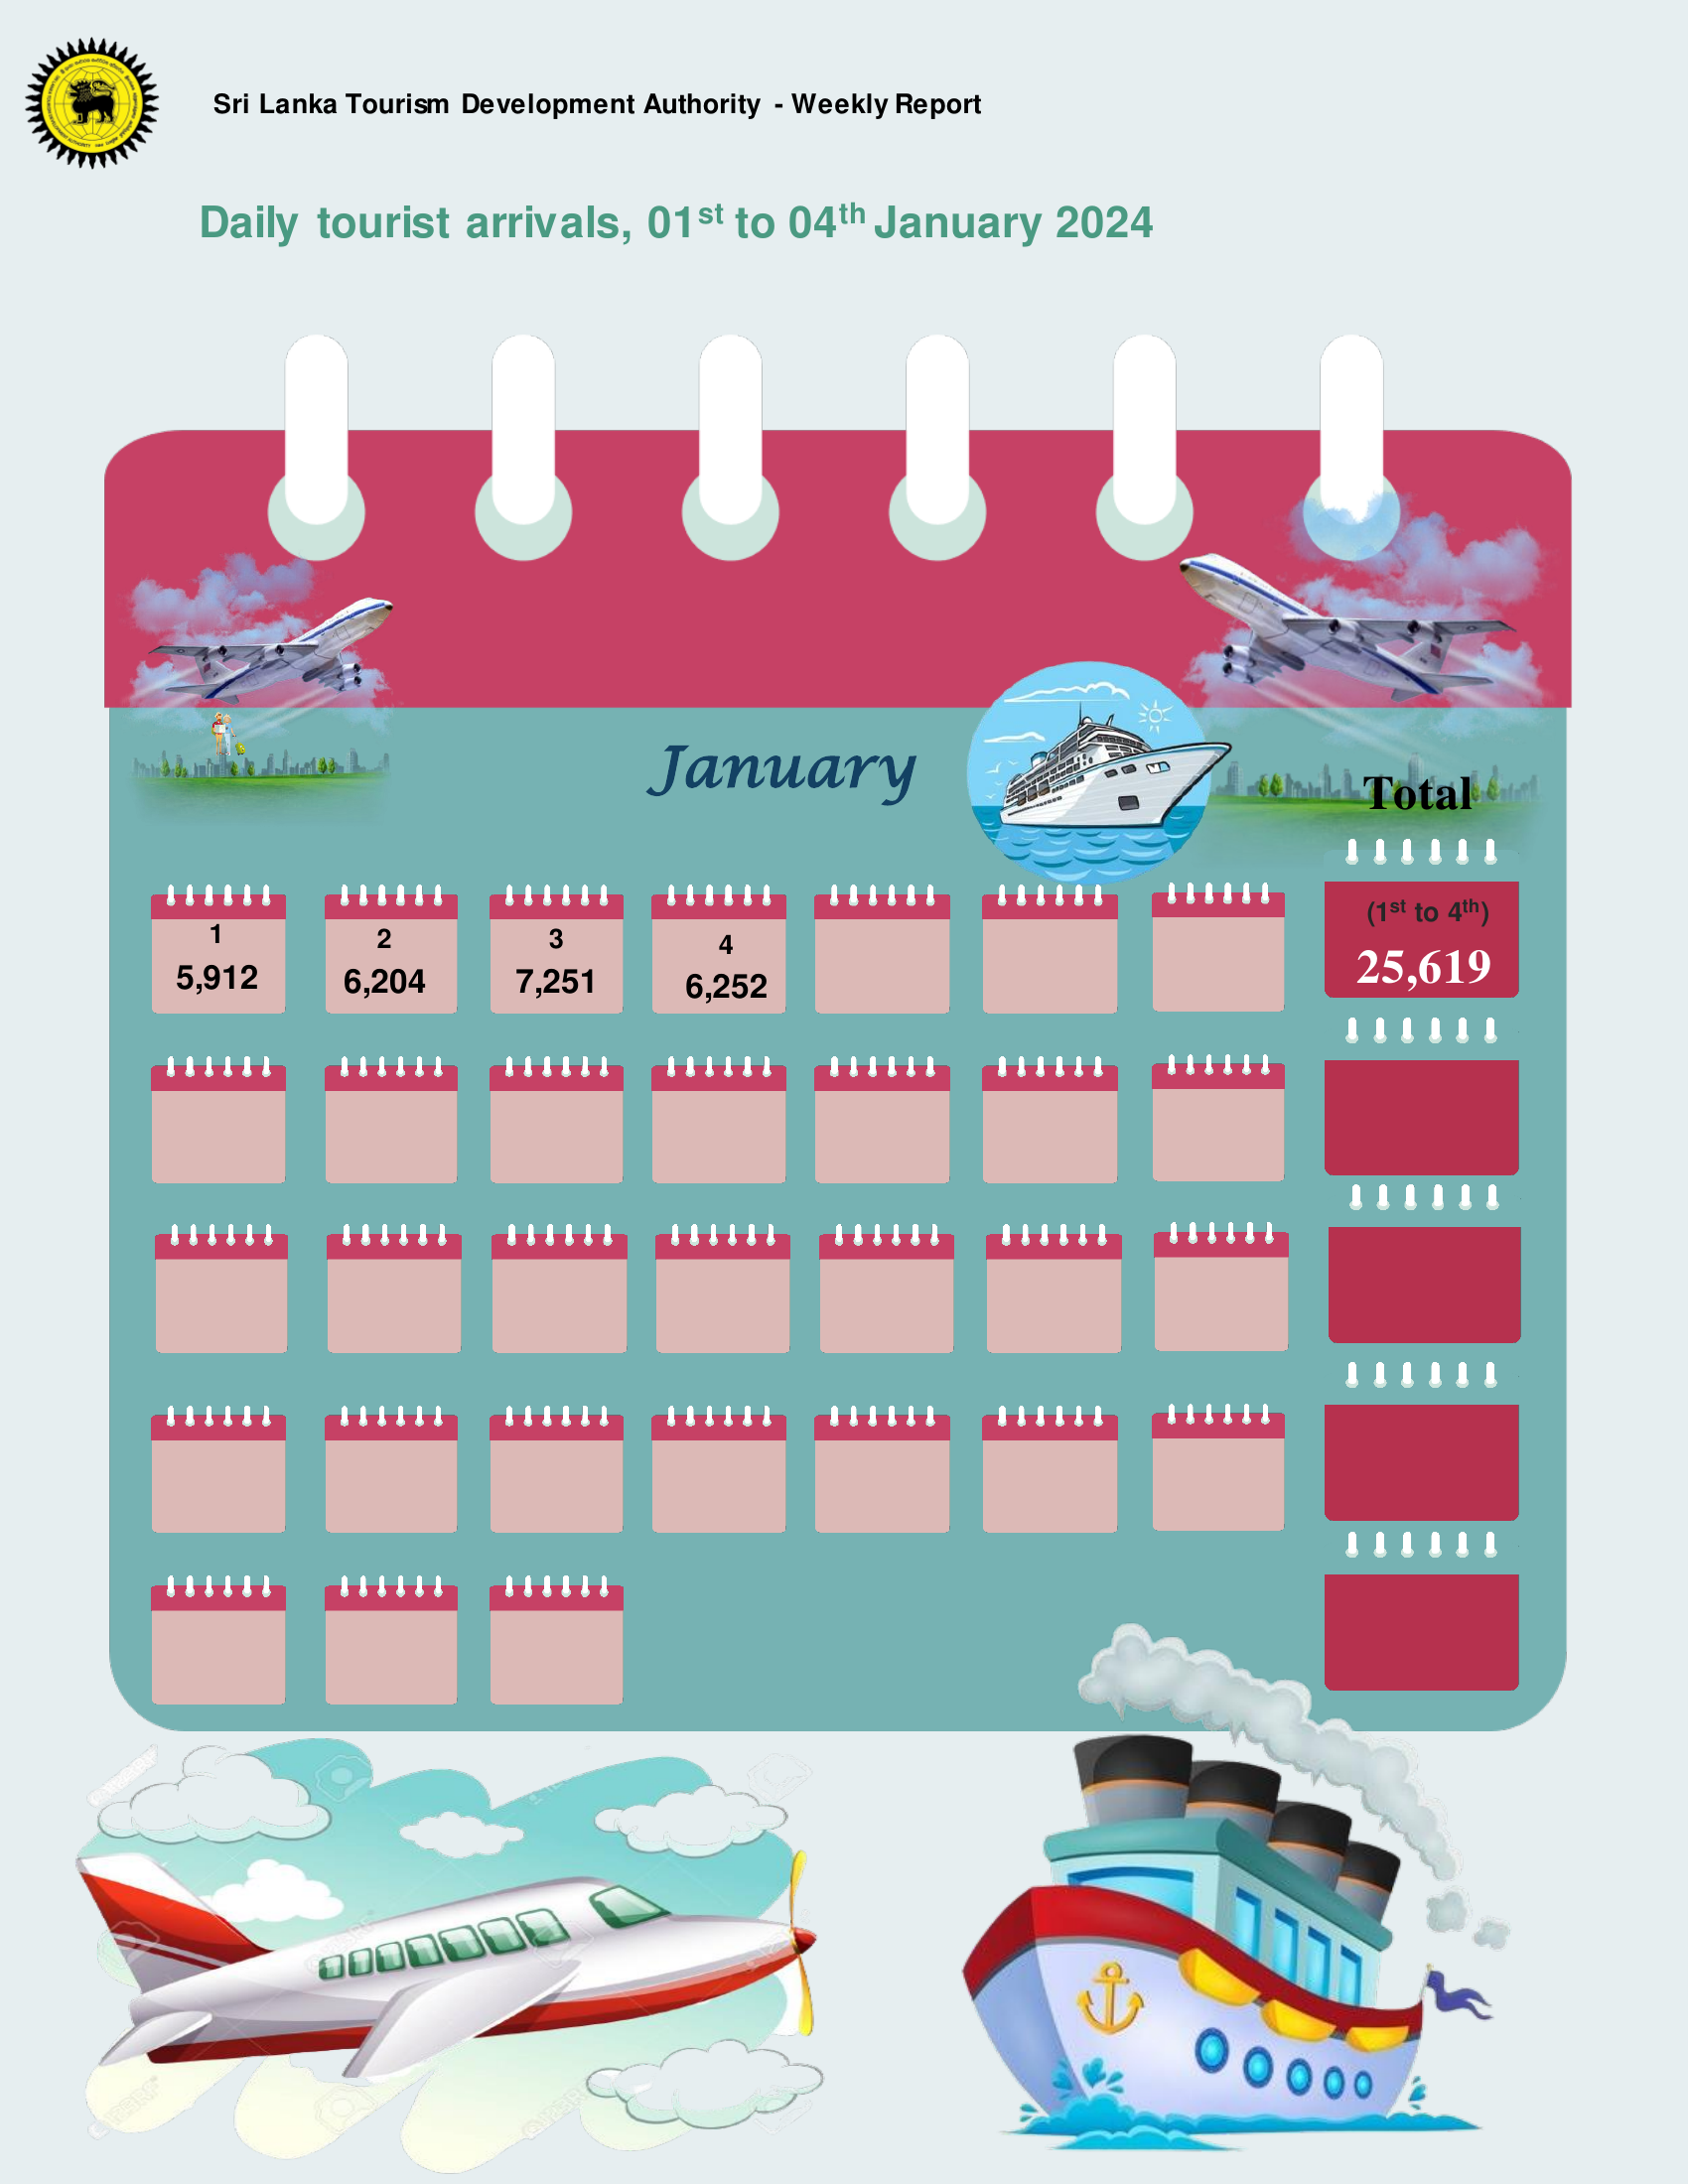 Sri Lanka Tourism Development Authority - Weekly Report
Daily tourist arrivals, 01st to 04th January 2024
January
Total
1
5,912
2
6,204
3
7,251
4
6,252
(1st to 4th)
25,619